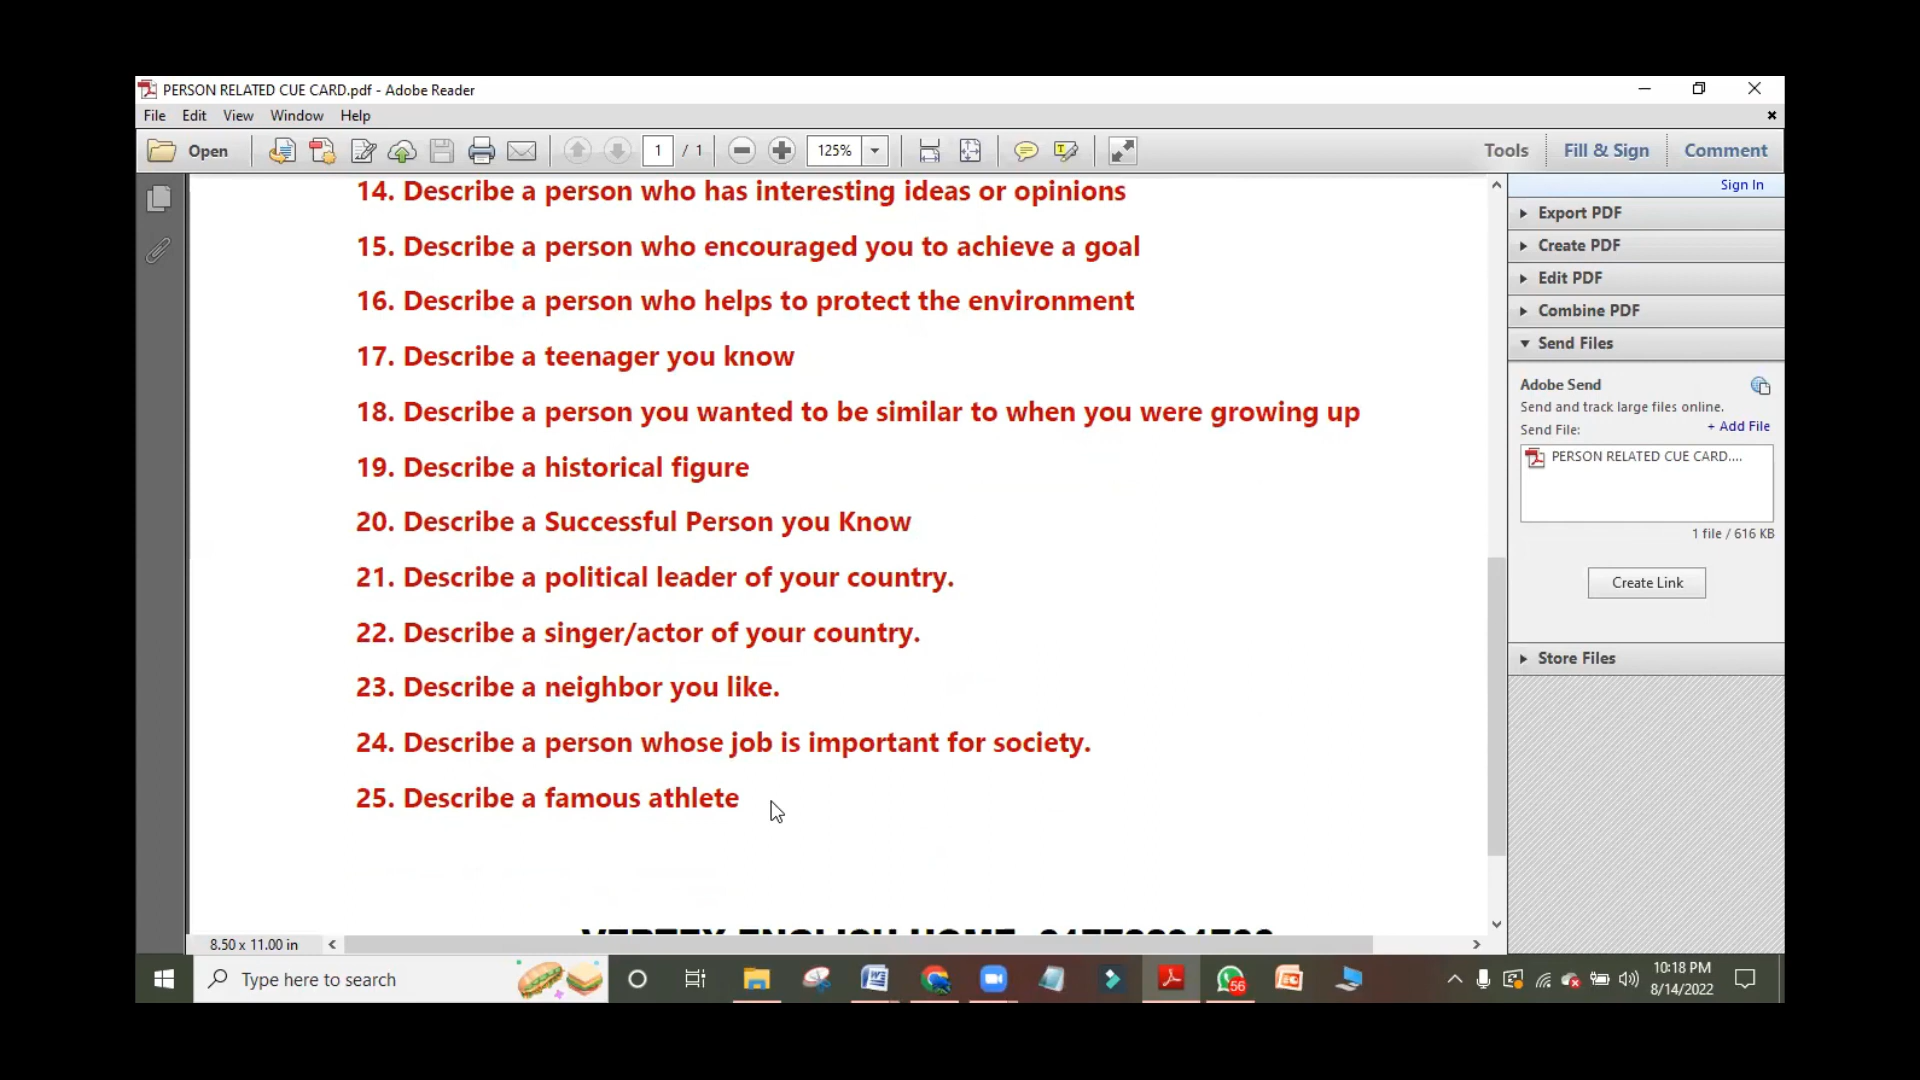 PERSON RELATED CUE CARD.pdf - Adobe Reader
File Edit View Window Help
Open 1 / 1 125% Tools Fill & Sign Comment
14. Describe a person who has interesting ideas or opinions
15. Describe a person who encouraged you to achieve a goal
16. Describe a person who helps to protect the environment
17. Describe a teenager you know
18. Describe a person you wanted to be similar to when you were growing up
19. Describe a historical figure
20. Describe a Successful Person you Know
21. Describe a political leader of your country.
22. Describe a singer/actor of your country.
23. Describe a neighbor you like.
24. Describe a person whose job is important for society.
25. Describe a famous athlete
VERTEX ENGLISH HOME
8.50 x 11.00 in
Sign In
Export PDF
Create PDF
Edit PDF
Combine PDF
Send Files
Adobe Send
Send and track large files online.
Send File: + Add File
PERSON RELATED CUE CARD....
1 file / 616 KB
Create Link
Store Files
Type here to search
56
10:18 PM
8/14/2022